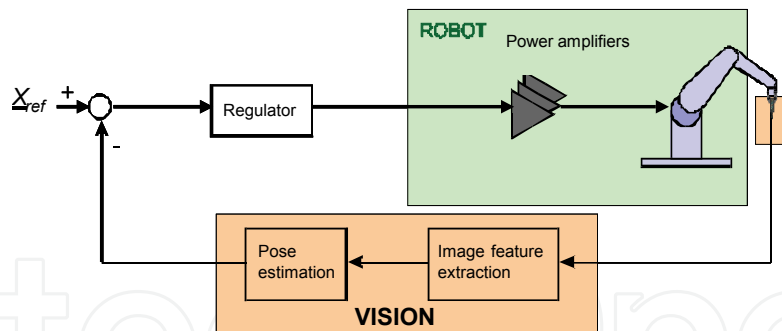 ROBOT
Power amplifiers
X_ref
+
-
Regulator
Pose
estimation
Image feature
extraction
VISION